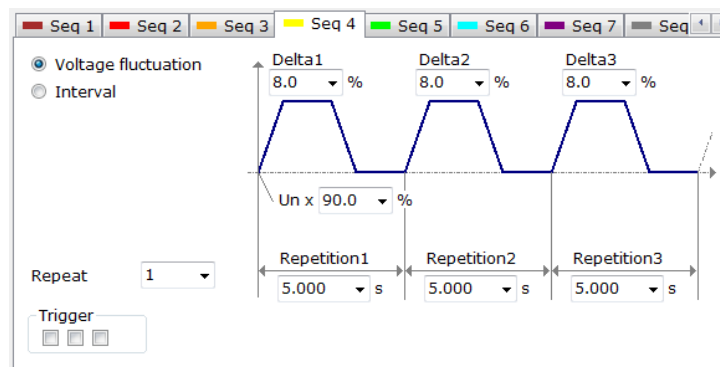 Seq 1 Seq 2 Seq 3 Seq 4 Seq 5 Seq 6 Seq 7 Seq
Voltage fluctuation
Interval
Delta1 Delta2 Delta3
8.0 % 8.0 % 8.0 %
Un x 90.0 %
Repetition1 Repetition2 Repetition3
Repeat 1
5.000 s 5.000 s 5.000 s
Trigger